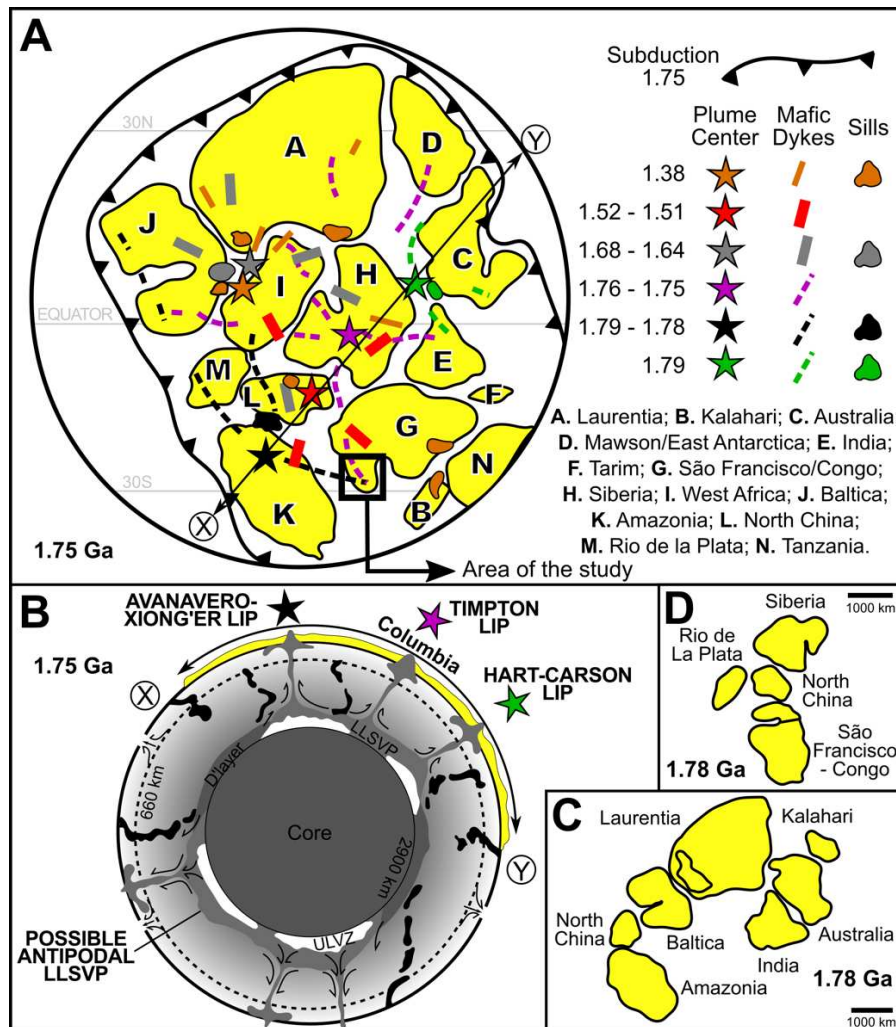 A
Subduction
1.75
Plume Center
Mafic Dykes
Sills
1.38
1.52 - 1.51
1.68 - 1.64
1.76 - 1.75
1.79 - 1.78
1.79
30N
EQUATOR
30S
A
D
Y
J
C
I
H
M
E
L
F
G
N
K
B
X
1.75 Ga
Area of the study
A. Laurentia; B. Kalahari; C. Australia
D. Mawson/East Antarctica; E. India;
F. Tarim; G. São Francisco/Congo;
H. Siberia; I. West Africa; J. Baltica;
K. Amazonia; L. North China;
M. Rio de la Plata; N. Tanzania.
B
1.75 Ga
AVANAVERO-
XIONG'ER LIP
TIMPTON
LIP
Columbia
HART-CARSON
LIP
X
Y
LLSVP
D'layer
660 km
Core
2900 km
ULVZ
POSSIBLE
ANTIPODAL
LLSVP
D
1000 km
Siberia
Rio de
La Plata
North
China
São
Francisco
- Congo
1.78 Ga
C
Laurentia
Kalahari
North
China
Baltica
Australia
India
Amazonia
1.78 Ga
1000 km